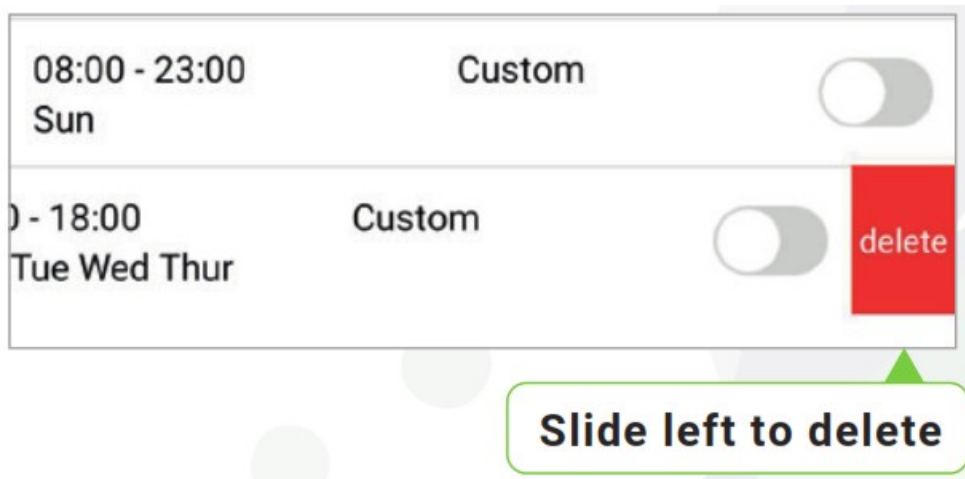 08:00 - 23:00 Custom
Sun
- 18:00 Custom
Tue Wed Thur
delete
Slide left to delete